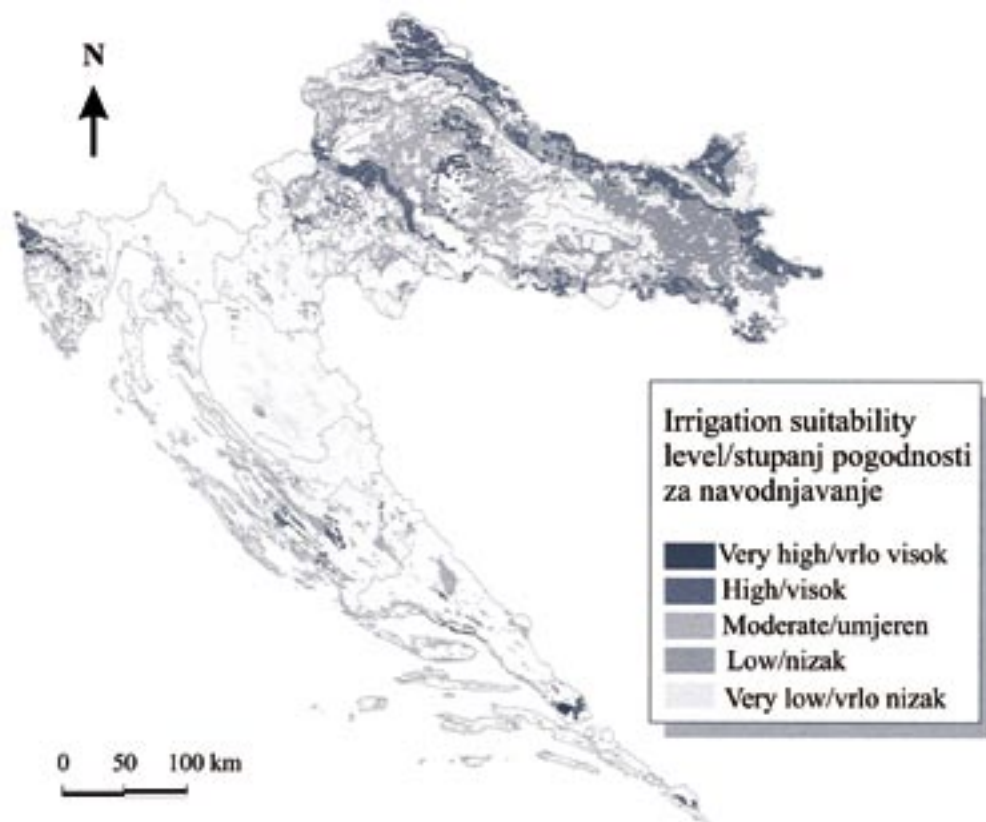 N
Irrigation suitability
level/stupanj pogodnosti
za navodnjavanje
Very high/vrlo visok
High/visok
Moderate/umjeren
Low/nizak
Very low/vrlo nizak
0 50 100 km